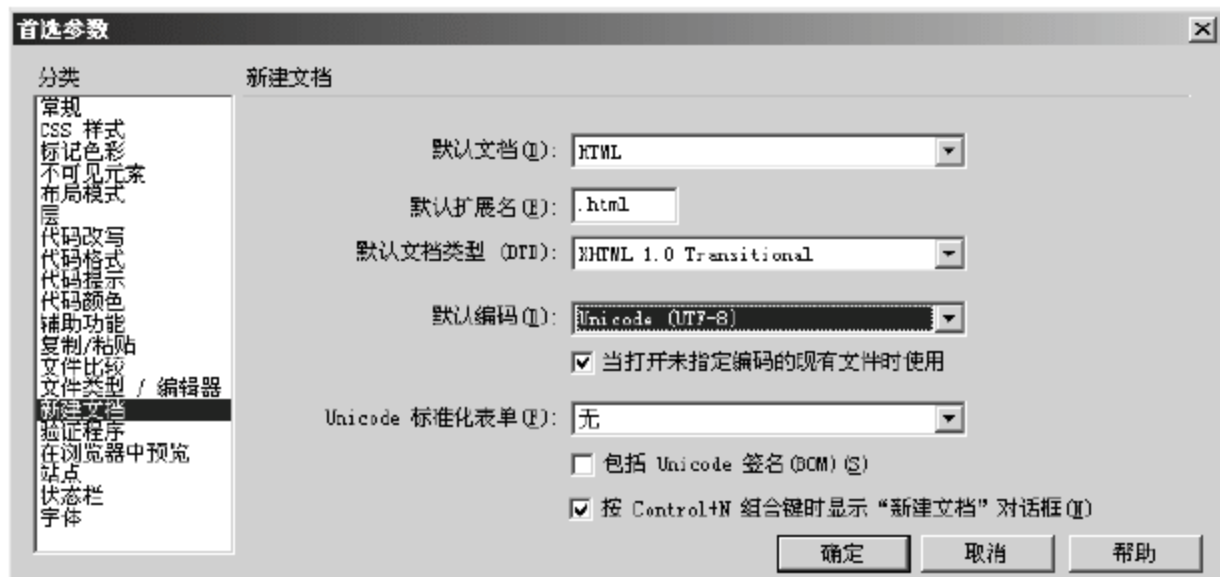 首选参数
分类
新建文档
常规
CSS 样式
标记色彩
不可见元素
布局模式
层
代码改写
代码格式
代码提示
代码颜色
辅助功能
复制/粘贴
文件比较
文件类型 / 编辑器
新建文档
验证程序
在浏览器中预览
站点
状态栏
字体
默认文档(D): HTML
默认扩展名(E): .html
默认文档类型 (DTD): XHTML 1.0 Transitional
默认编码(I): Unicode (UTF-8)
当打开未指定编码的现有文件时使用
Unicode 标准化表单(F): 无
包括 Unicode 签名(BOM)(S)
按 Control+N 组合键时显示“新建文档”对话框(N)
确定 取消 帮助